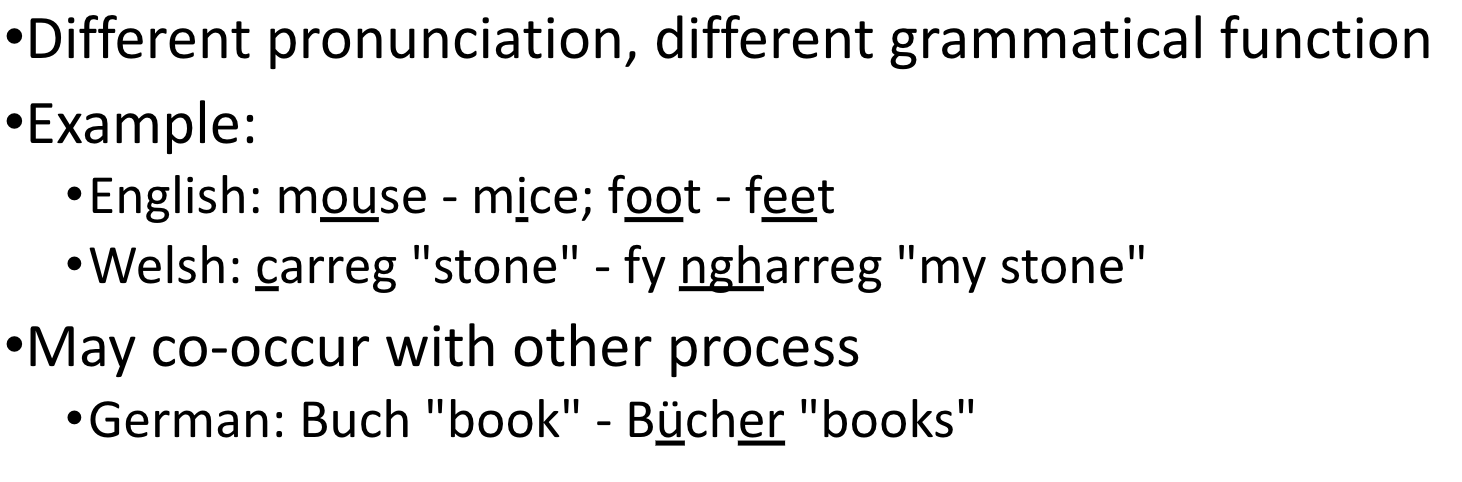 •Different pronunciation, different grammatical function
•Example:
•English: mouse - mice; foot - feet
•Welsh: carreg "stone" - fy ngharreg "my stone"
•May co-occur with other process
•German: Buch "book" - Bücher "books"